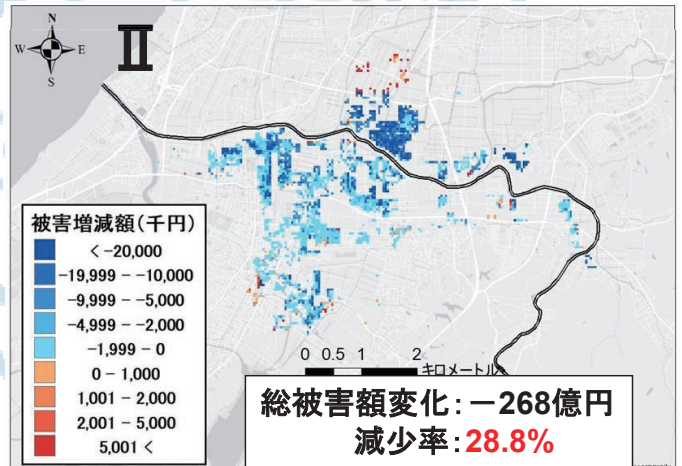 N
W E
S
Ⅱ
被害増減額(千円)
< -20,000
-19,999 - -10,000
-9,999 - -5,000
-4,999 - -2,000
-1,999 - 0
0 - 1,000
1,001 - 2,000
2,001 - 5,000
5,001 <
0 0.5 1 2
キロメートル
総被害額変化:-268億円
減少率:28.8%